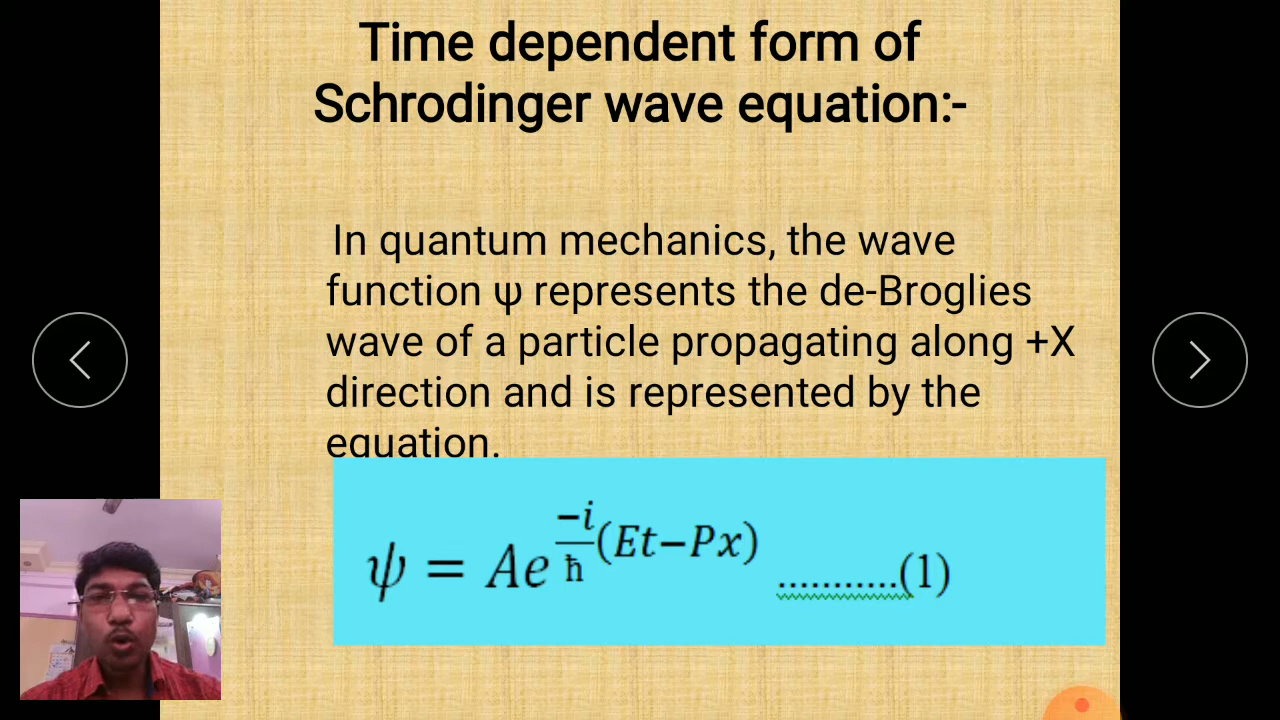 Time dependent form of
Schrodinger wave equation:-
In quantum mechanics, the wave
function ψ represents the de-Broglies
wave of a particle propagating along +X
direction and is represented by the
equation.
ψ = Ae^{\frac{-i}{ħ}(Et-Px)} ...........(1)